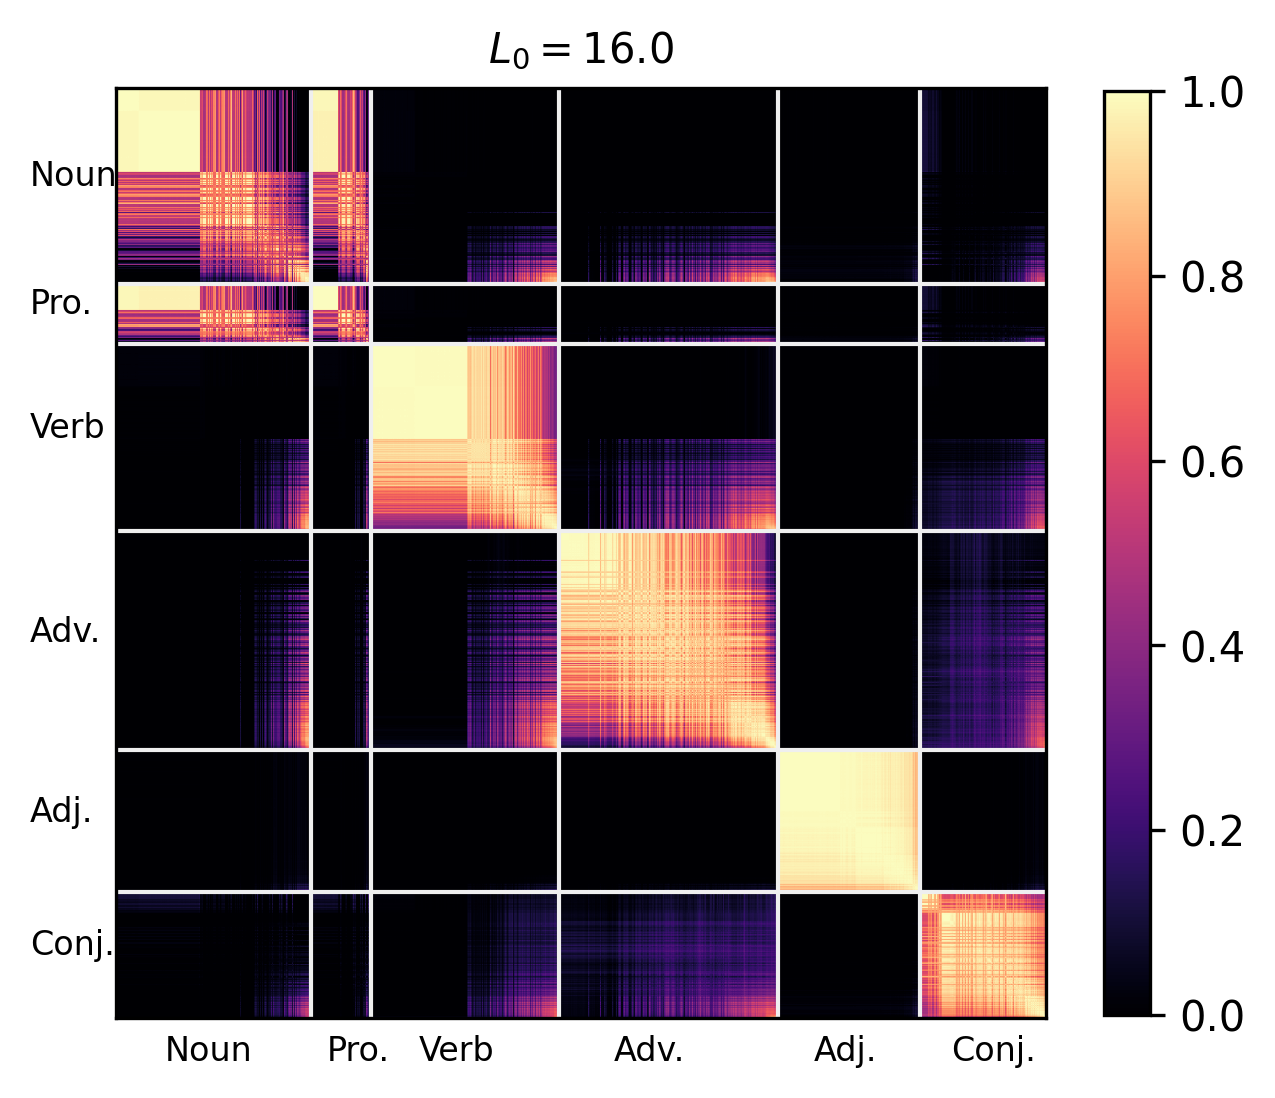 L₀ = 16.0
1.0
Noun
0.8
Pro.
0.6
Verb
Adv.
0.4
Adj.
0.2
Conj.
0.0
Noun Pro. Verb Adv. Adj. Conj.